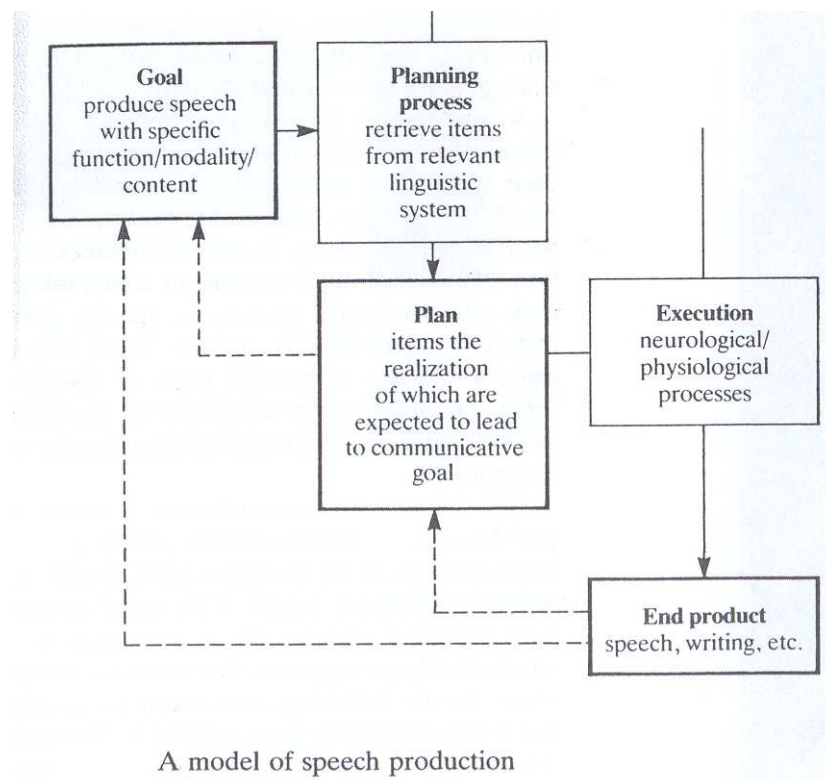 Goal
produce speech
with specific
function/modality/
content
Planning
process
retrieve items
from relevant
linguistic
system
Plan
items the
realization
of which are
expected to lead
to communicative
goal
Execution
neurological/
physiological
processes
End product
speech, writing, etc.
A model of speech production